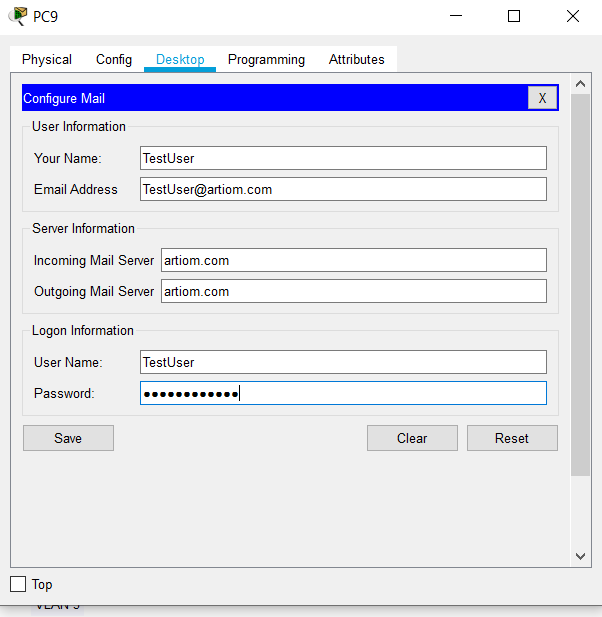 PC9
Physical Config Desktop Programming Attributes
Configure Mail X
User Information
Your Name: TestUser
Email Address TestUser@artiom.com
Server Information
Incoming Mail Server artiom.com
Outgoing Mail Server artiom.com
Logon Information
User Name: TestUser
Password: ●●●●●●●●●●●●
Save Clear Reset
Top